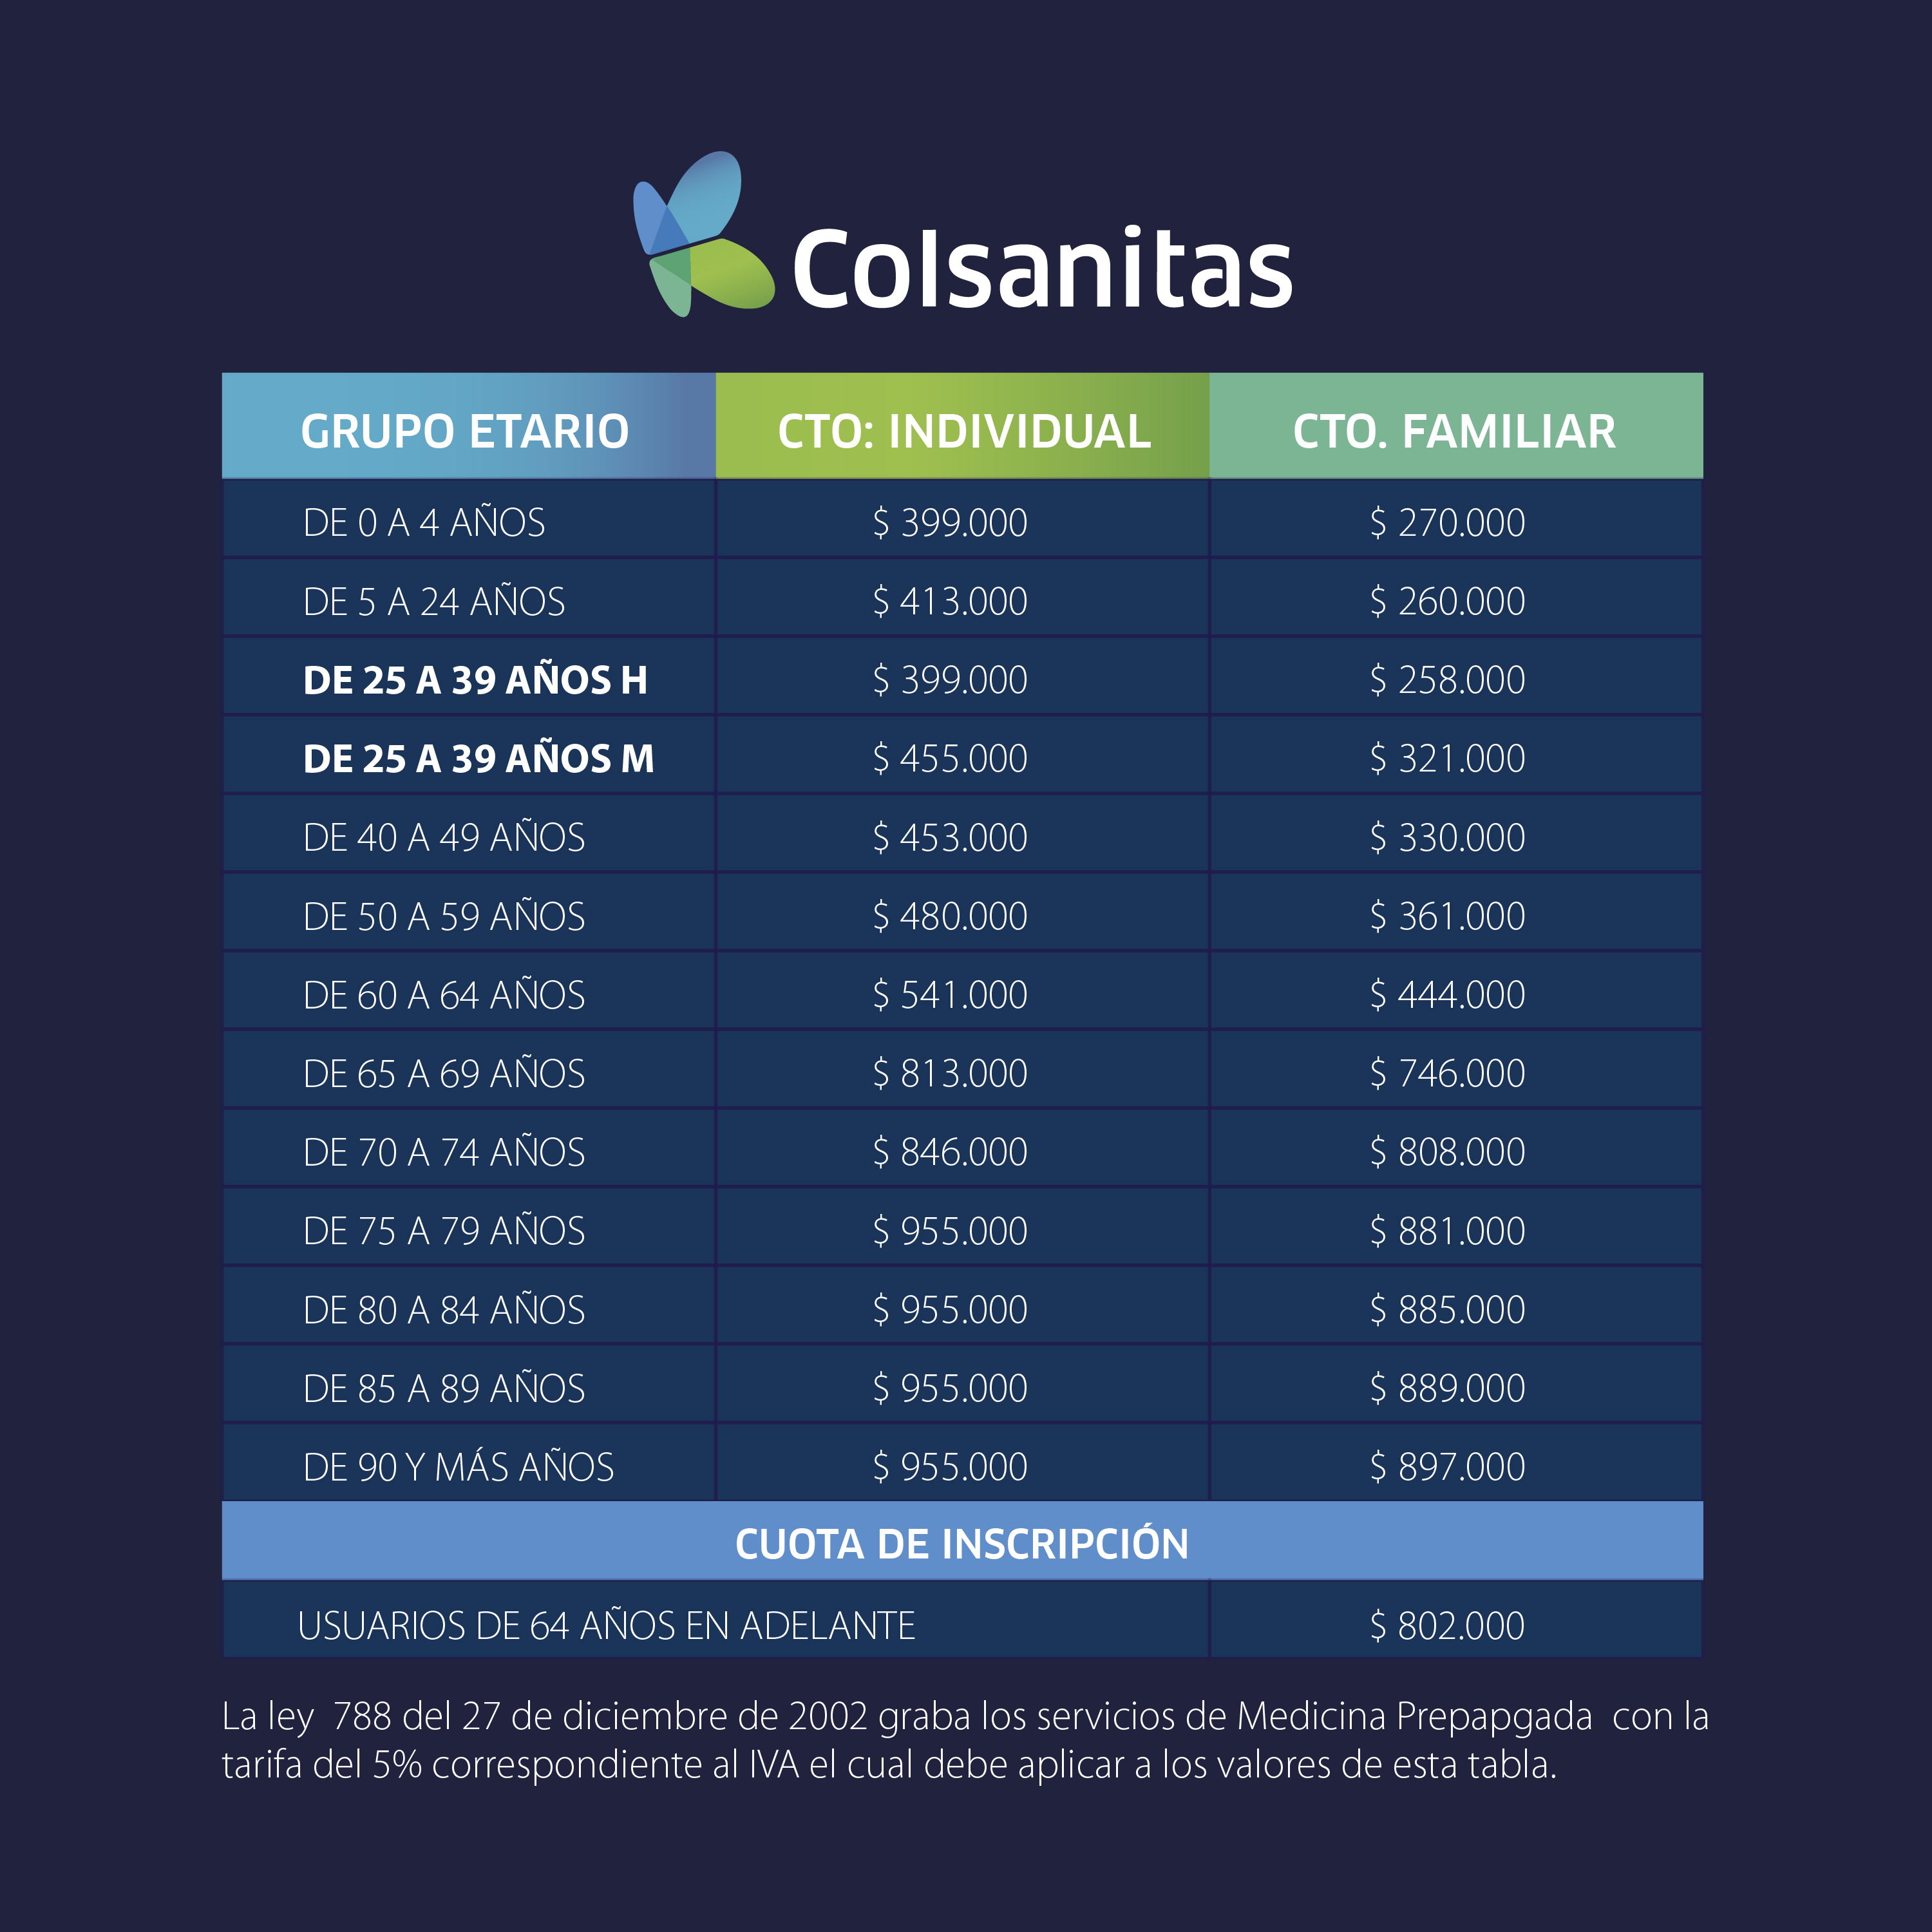 Colsanitas
GRUPO ETARIO CTO: INDIVIDUAL CTO. FAMILIAR
DE 0 A 4 AÑOS $ 399.000 $ 270.000
DE 5 A 24 AÑOS $ 413.000 $ 260.000
DE 25 A 39 AÑOS H $ 399.000 $ 258.000
DE 25 A 39 AÑOS M $ 455.000 $ 321.000
DE 40 A 49 AÑOS $ 453.000 $ 330.000
DE 50 A 59 AÑOS $ 480.000 $ 361.000
DE 60 A 64 AÑOS $ 541.000 $ 444.000
DE 65 A 69 AÑOS $ 813.000 $ 746.000
DE 70 A 74 AÑOS $ 846.000 $ 808.000
DE 75 A 79 AÑOS $ 955.000 $ 881.000
DE 80 A 84 AÑOS $ 955.000 $ 885.000
DE 85 A 89 AÑOS $ 955.000 $ 889.000
DE 90 Y MÁS AÑOS $ 955.000 $ 897.000
CUOTA DE INSCRIPCIÓN
USUARIOS DE 64 AÑOS EN ADELANTE $ 802.000
La ley 788 del 27 de diciembre de 2002 graba los servicios de Medicina Prepapgada con la
tarifa del 5% correspondiente al IVA el cual debe aplicar a los valores de esta tabla.